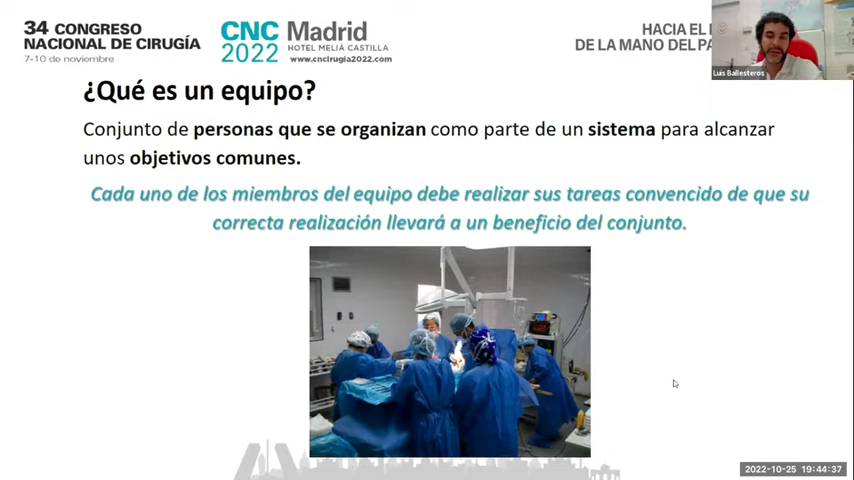 34 CONGRESO
NACIONAL DE CIRUGÍA
7-10 de noviembre
CNC
2022
Madrid
HOTEL MELIÁ CASTILLA
www.cncirugia2022.com
HACIA EL
DE LA MANO DEL PA
Luis Ballesteros
¿Qué es un equipo?
Conjunto de personas que se organizan como parte de un sistema para alcanzar
unos objetivos comunes.
Cada uno de los miembros del equipo debe realizar sus tareas convencido de que su
correcta realización llevará a un beneficio del conjunto.
2022-10-25 19:44:37